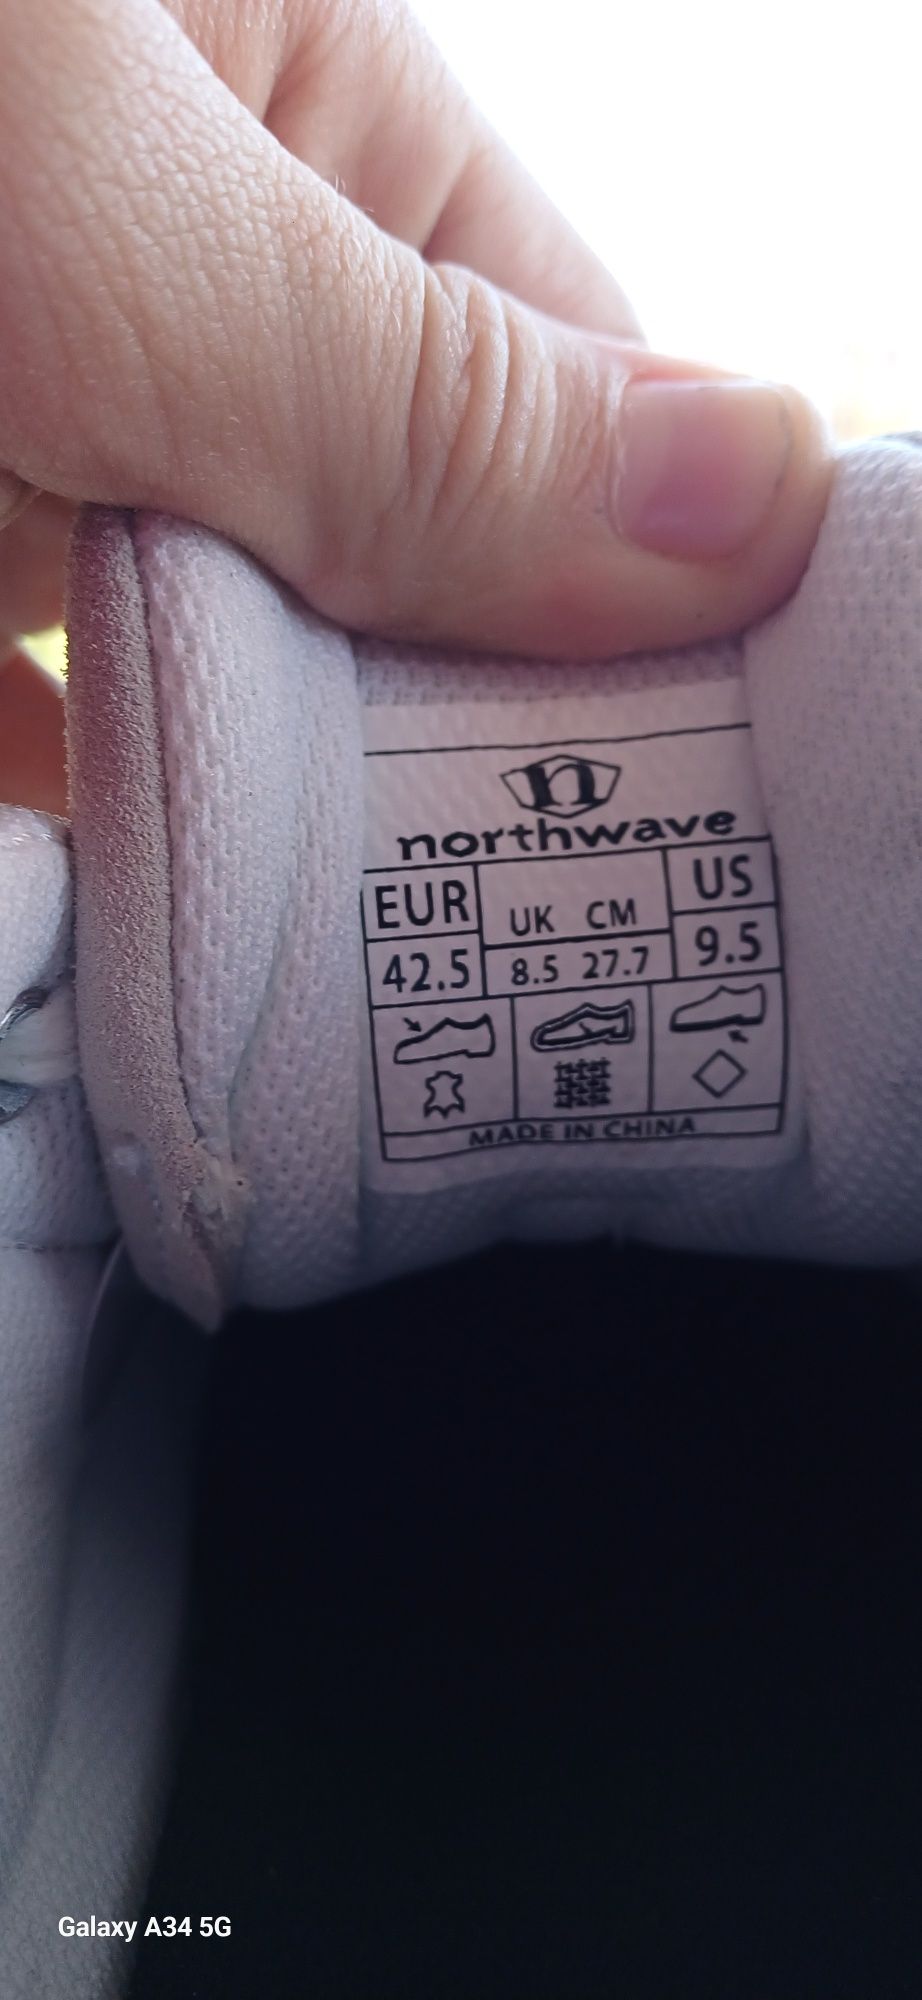 n
northwave
EUR UK CM US
42.5 8.5 27.7 9.5
MADE IN CHINA
Galaxy A34 5G